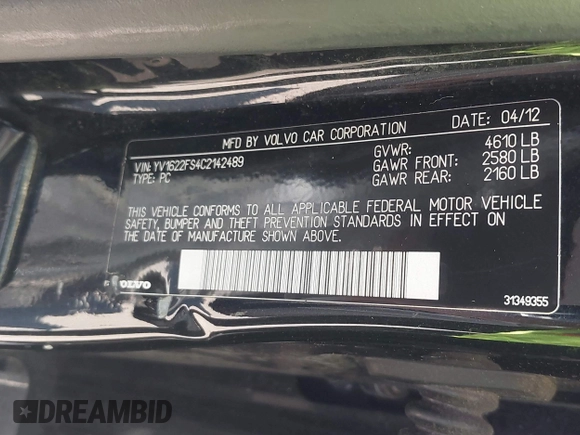 MFD BY VOLVO CAR CORPORATION DATE: 04/12
VIN: YV1622FS4C2142489
TYPE: PC
GVWR: 4610 LB
GAWR FRONT: 2580 LB
GAWR REAR: 2160 LB
THIS VEHICLE CONFORMS TO ALL APPLICABLE FEDERAL MOTOR VEHICLE
SAFETY, BUMPER AND THEFT PREVENTION STANDARDS IN EFFECT ON
THE DATE OF MANUFACTURE SHOWN ABOVE.
VOLVO
31349355
DREAMBID